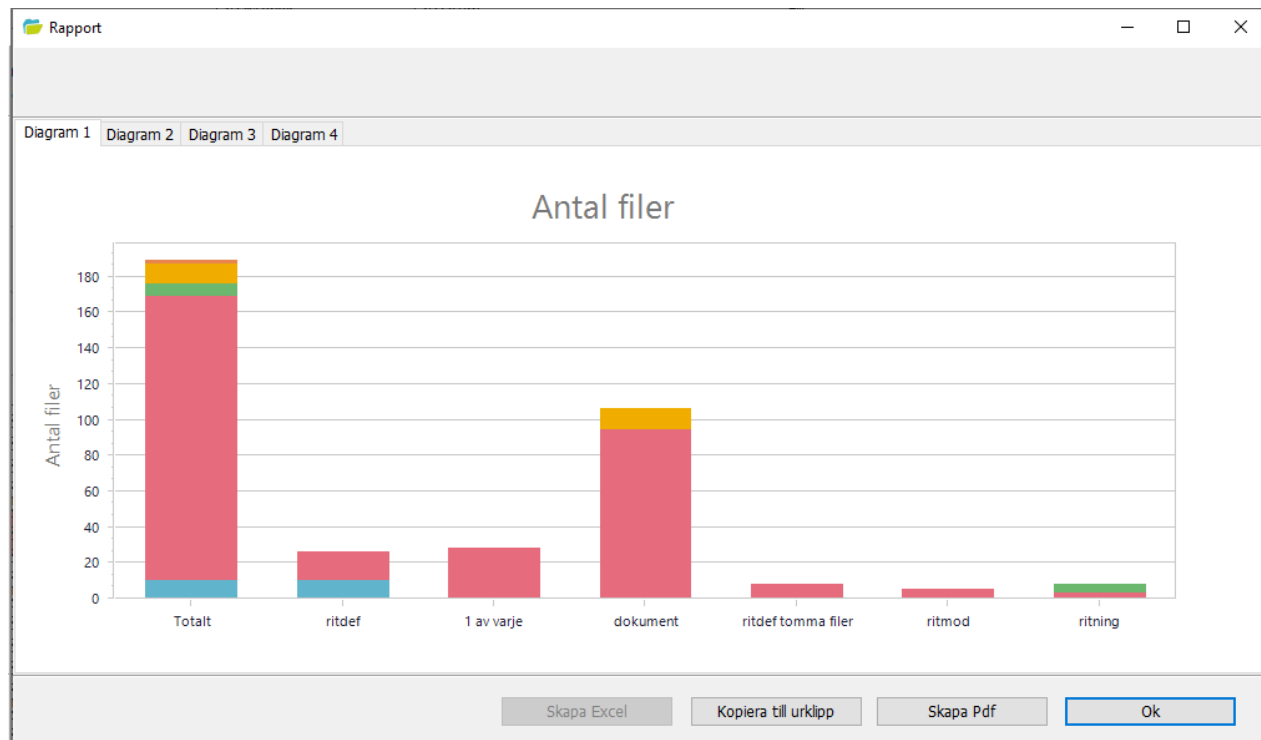 Rapport
Diagram 1 Diagram 2 Diagram 3 Diagram 4
Antal filer
Antal filer
180
160
140
120
100
80
60
40
20
0
Totalt ritdef 1 av varje dokument ritdef tomma filer ritmod ritning
Skapa Excel Kopiera till urklipp Skapa Pdf Ok